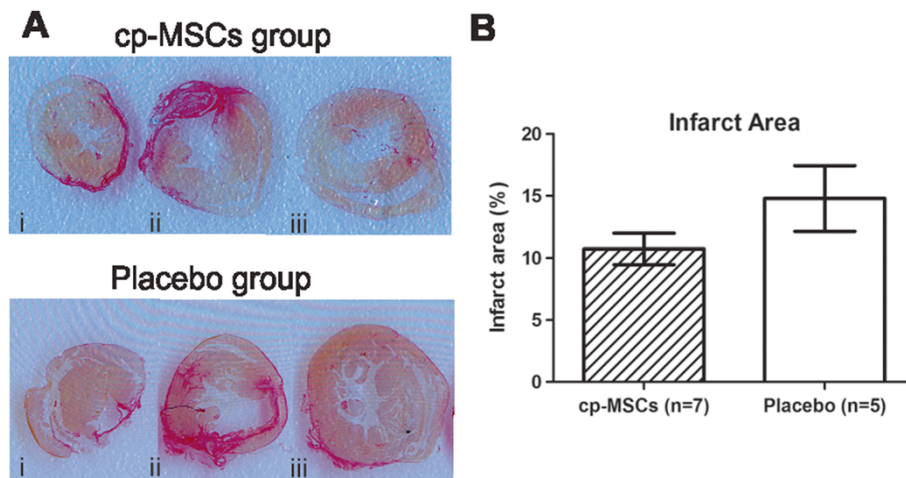 A
cp-MSCs group
i
ii
iii
Placebo group
i
ii
iii
B
Infarct Area
Infarct area (%)
20
15
10
5
0
cp-MSCs (n=7)
Placebo (n=5)